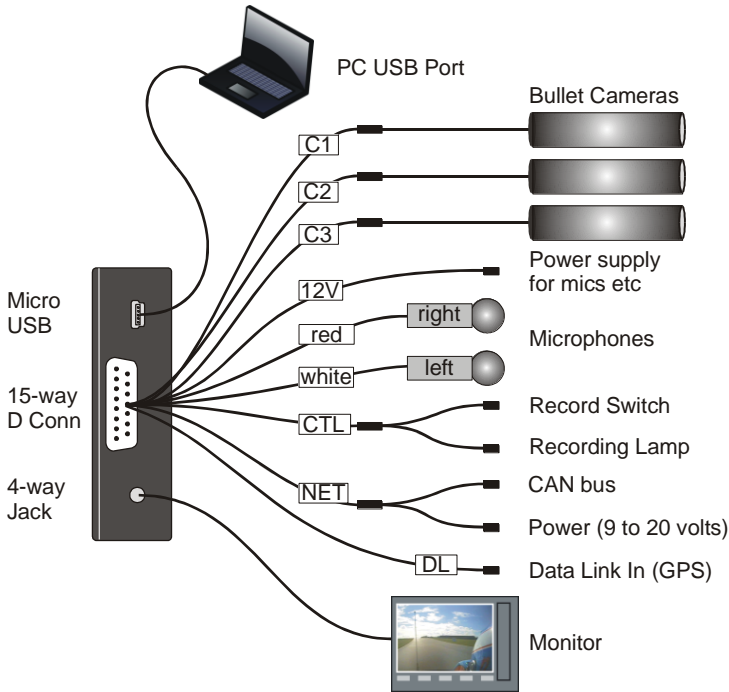 PC USB Port
Bullet Cameras
C1
C2
C3
Power supply
for mics etc
12V
Micro
USB
right
red
Microphones
left
white
15-way
D Conn
Record Switch
CTL
Recording Lamp
4-way
Jack
CAN bus
NET
Power (9 to 20 volts)
DL
Data Link In (GPS)
Monitor